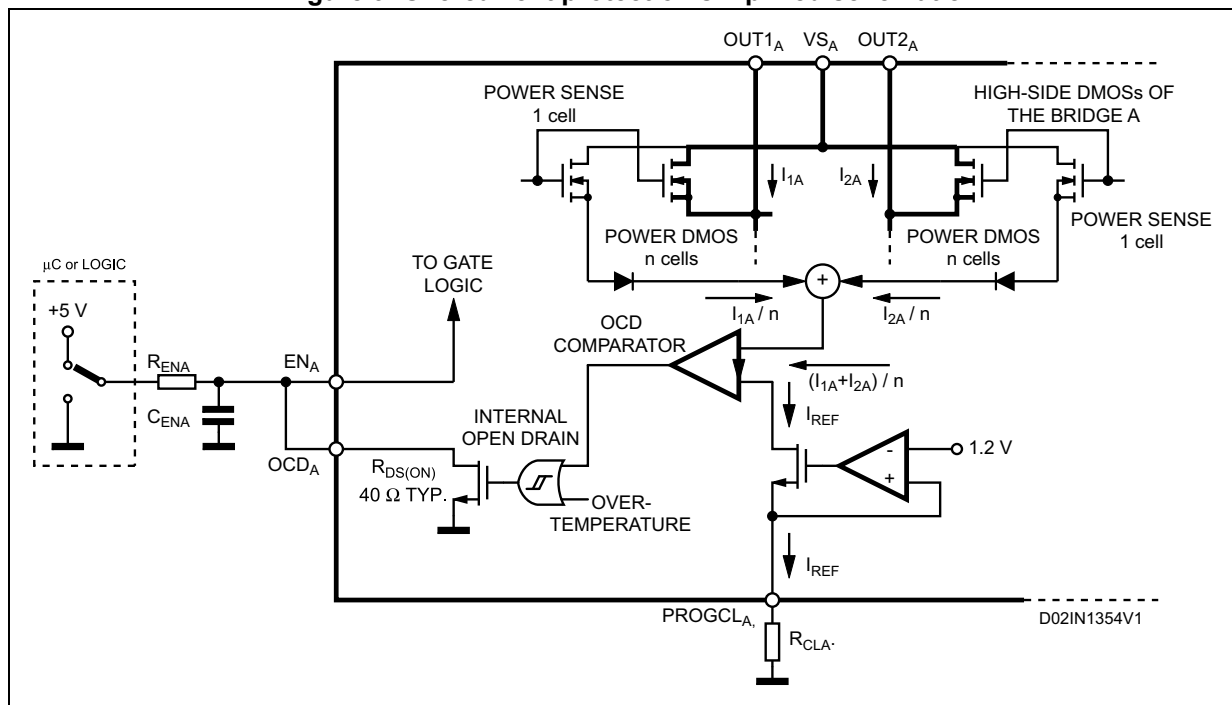 OUT1A VSA OUT2A
POWER SENSE
1 cell
HIGH-SIDE DMOSs OF
THE BRIDGE A
I1A I2A
POWER DMOS
n cells
POWER DMOS
n cells
POWER SENSE
1 cell
μC or LOGIC
+5 V
TO GATE
LOGIC
+
I1A / n
I2A / n
OCD
COMPARATOR
(I1A+I2A) / n
RENA
ENA
CENA
IREF
INTERNAL
OPEN DRAIN
-
+
1.2 V
OCDA
RDS(ON)
40 Ω TYP.
OVER-
TEMPERATURE
IREF
PROGCLA,
RCLA.
D02IN1354V1